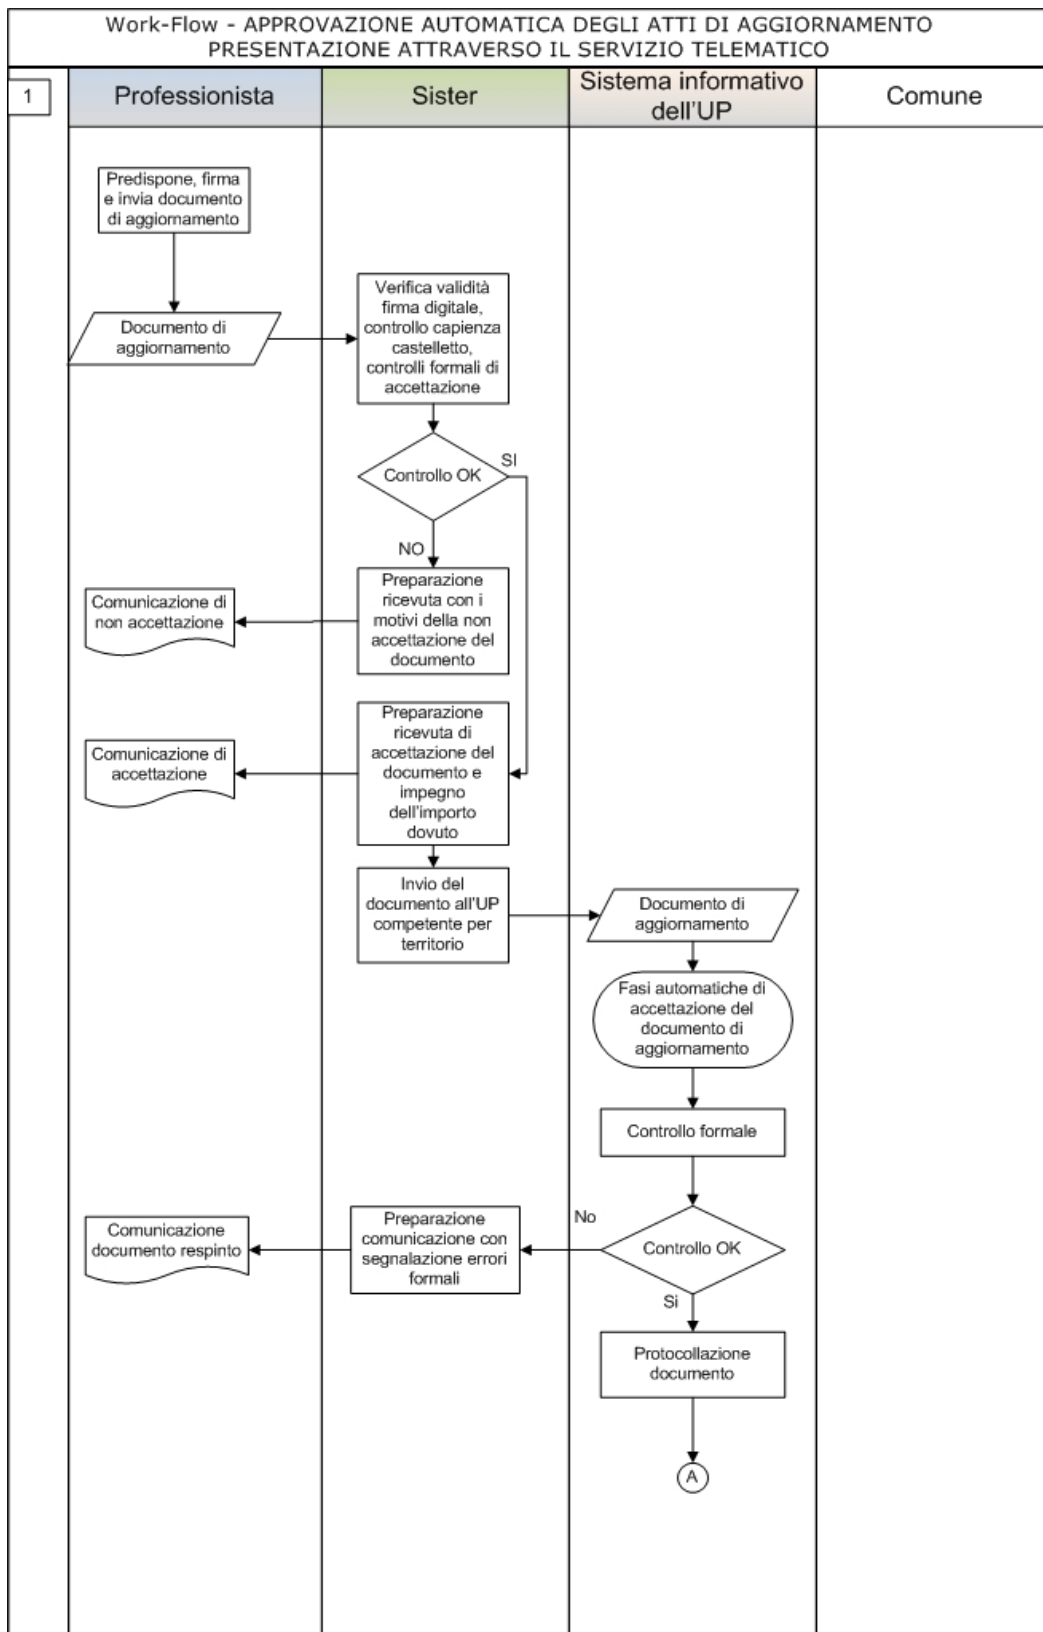 Work-Flow - APPROVAZIONE AUTOMATICA DEGLI ATTI DI AGGIORNAMENTO
PRESENTAZIONE ATTRAVERSO IL SERVIZIO TELEMATICO
1
Professionista
Sister
Sistema informativo
dell'UP
Comune
Predispone, firma
e invia documento
di aggiornamento
Documento di
aggiornamento
Verifica validità
firma digitale,
controllo capienza
castelletto,
controlli formali di
accettazione
Controllo OK
SI
NO
Preparazione
ricevuta con i
motivi della non
accettazione del
documento
Comunicazione di
non accettazione
Preparazione
ricevuta di
accettazione del
documento e
impegno
dell'importo
dovuto
Comunicazione di
accettazione
Invio del
documento all'UP
competente per
territorio
Documento di
aggiornamento
Fasi automatiche di
accettazione del
documento di
aggiornamento
Controllo formale
Controllo OK
No
Preparazione
comunicazione con
segnalazione errori
formali
Comunicazione
documento respinto
Si
Protocollazione
documento
A